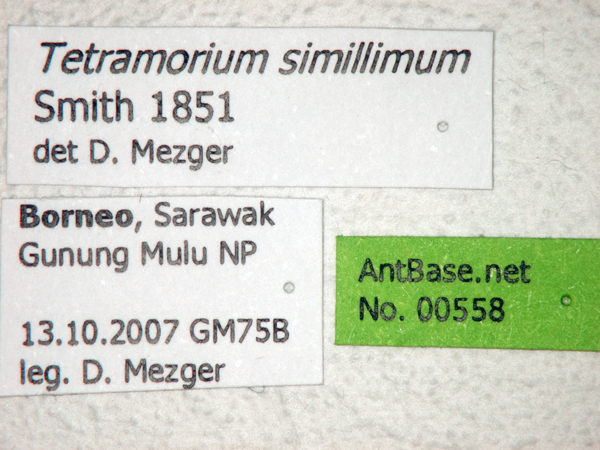 Tetramorium simillimum
Smith 1851
det D. Mezger
Borneo, Sarawak
Gunung Mulu NP
13.10.2007 GM75B
leg. D. Mezger
AntBase.net
No. 00558